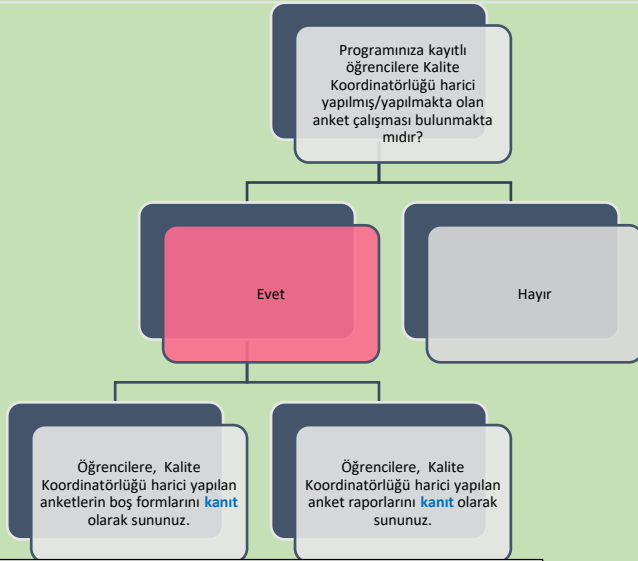 Programınıza kayıtlı
öğrencilere Kalite
Koordinatörlüğü harici
yapılmış/yapılmakta olan
anket çalışması bulunmakta
mıdır?
Evet
Hayır
Öğrencilere, Kalite
Koordinatörlüğü harici yapılan
anketlerin boş formlarını kanıt
olarak sununuz.
Öğrencilere, Kalite
Koordinatörlüğü harici yapılan
anket raporlarını kanıt olarak
sununuz.